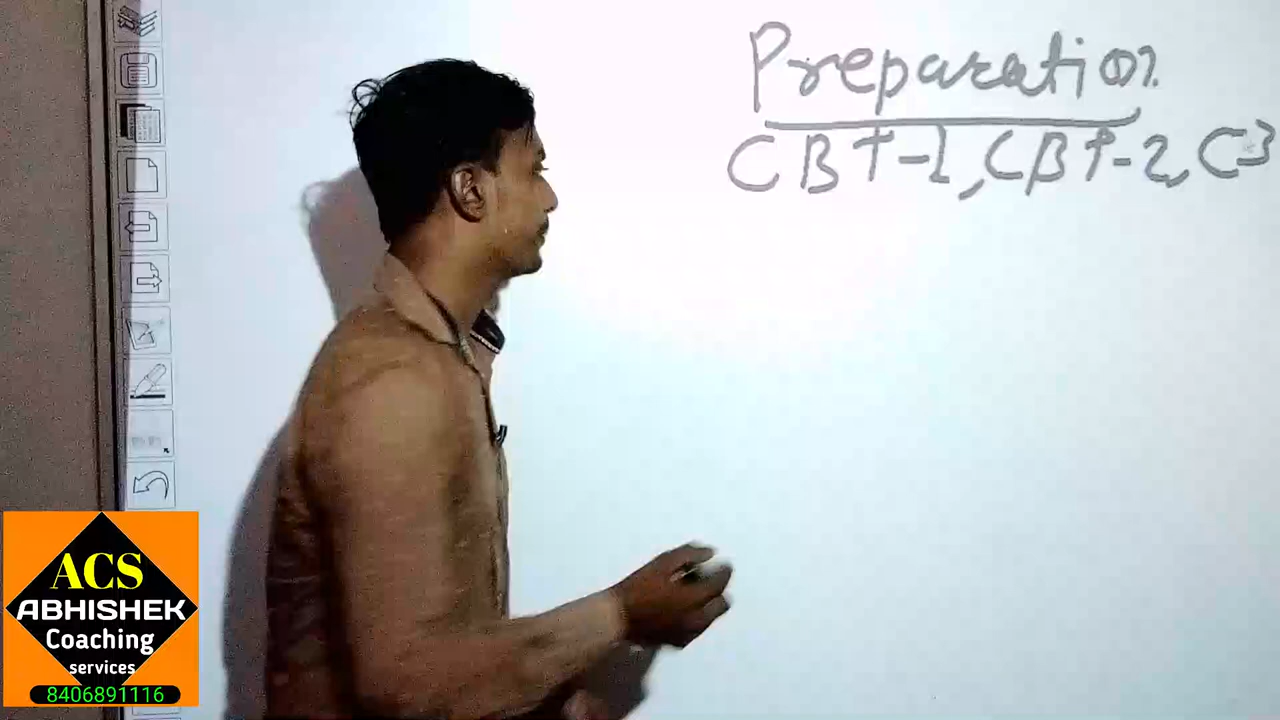 Preparation
CBT-1, CBT-2, C3
ACS
ABHISHEK
Coaching
services
8406891116